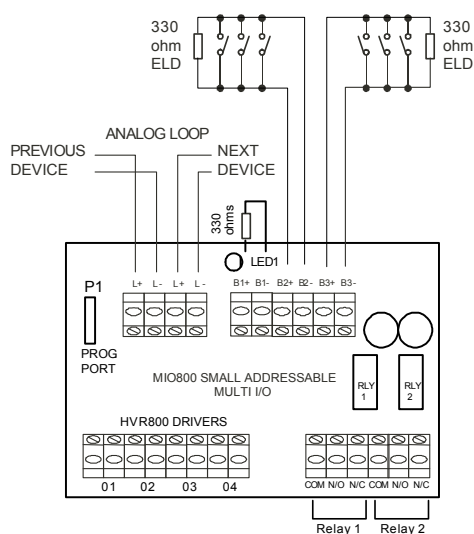 330
ohm
ELD
330
ohm
ELD
ANALOG LOOP
PREVIOUS
DEVICE
NEXT
DEVICE
330
ohms
LED1
P1
L+ L- L+ L- B1+ B1- B2+ B2- B3+ B3-
PROG
PORT
MIO800 SMALL ADDRESSABLE
MULTI I/O
RLY
1
RLY
2
HVR800 DRIVERS
01 02 03 04
COM N/O N/C COM N/O N/C
Relay 1 Relay 2